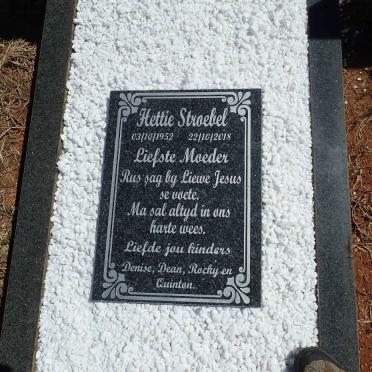 Hettie Stroebel
03/10/1952 22/10/2018
Liefste Moeder
Rus sag by Liewe Jesus
se voete.
Ma sal altyd in ons
harte wees.
Liefde jou kinders
Denise, Dean, Rocky en
Quinton.